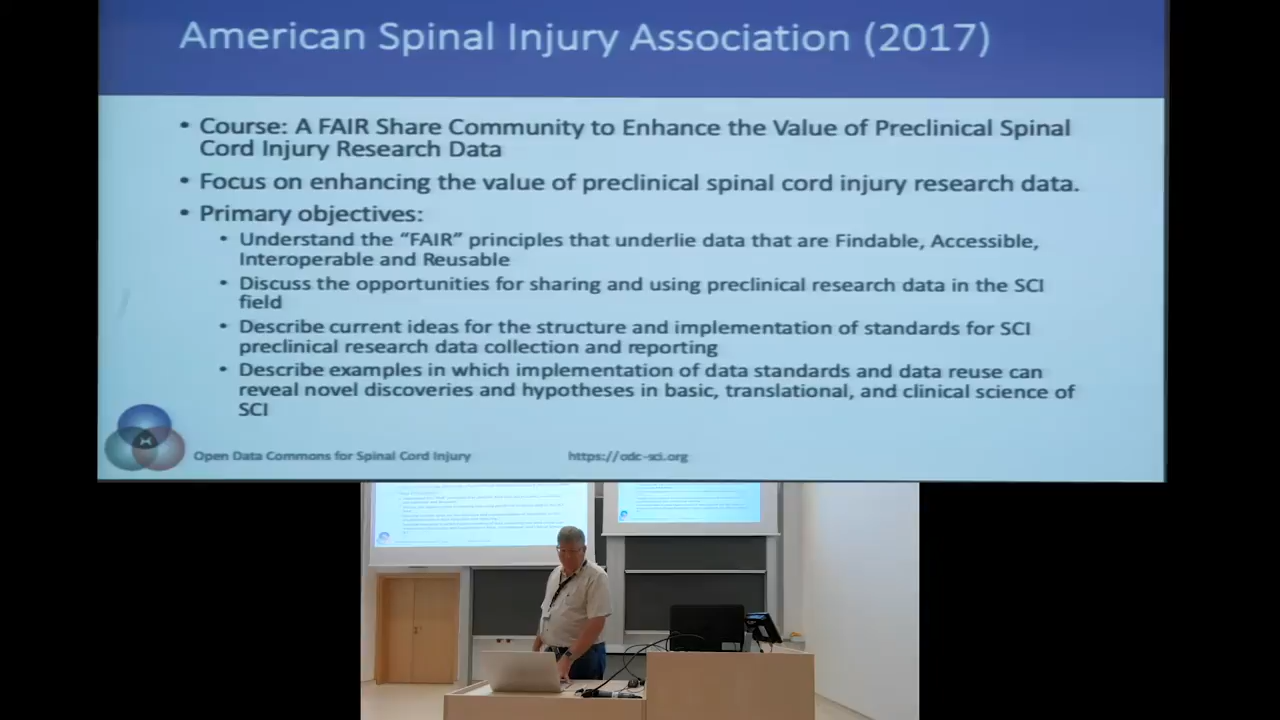 American Spinal Injury Association (2017)
• Course: A FAIR Share Community to Enhance the Value of Preclinical Spinal
Cord Injury Research Data
• Focus on enhancing the value of preclinical spinal cord injury research data.
• Primary objectives:
• Understand the “FAIR” principles that underlie data that are Findable, Accessible,
Interoperable and Reusable
• Discuss the opportunities for sharing and using preclinical research data in the SCI
field
• Describe current ideas for the structure and implementation of standards for SCI
preclinical research data collection and reporting
• Describe examples in which implementation of data standards and data reuse can
reveal novel discoveries and hypotheses in basic, translational, and clinical science of
SCI
Open Data Commons for Spinal Cord Injury
https://odc-sci.org